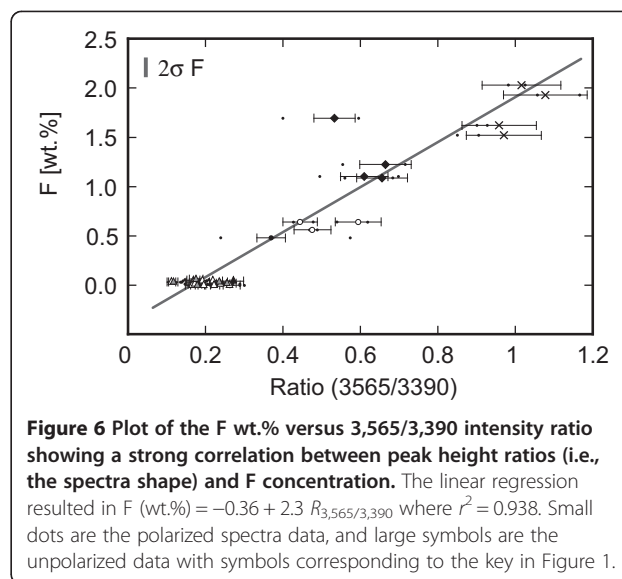 2.5
2σ F
2.0
1.5
1.0
0.5
0.0
F [wt.%]
0 0.2 0.4 0.6 0.8 1 1.2
Ratio (3565/3390)
Figure 6 Plot of the F wt.% versus 3,565/3,390 intensity ratio
showing a strong correlation between peak height ratios (i.e.,
the spectra shape) and F concentration. The linear regression
resulted in F (wt.%) = −0.36 + 2.3 R3,565/3,390 where r² = 0.938. Small
dots are the polarized spectra data, and large symbols are the
unpolarized data with symbols corresponding to the key in Figure 1.